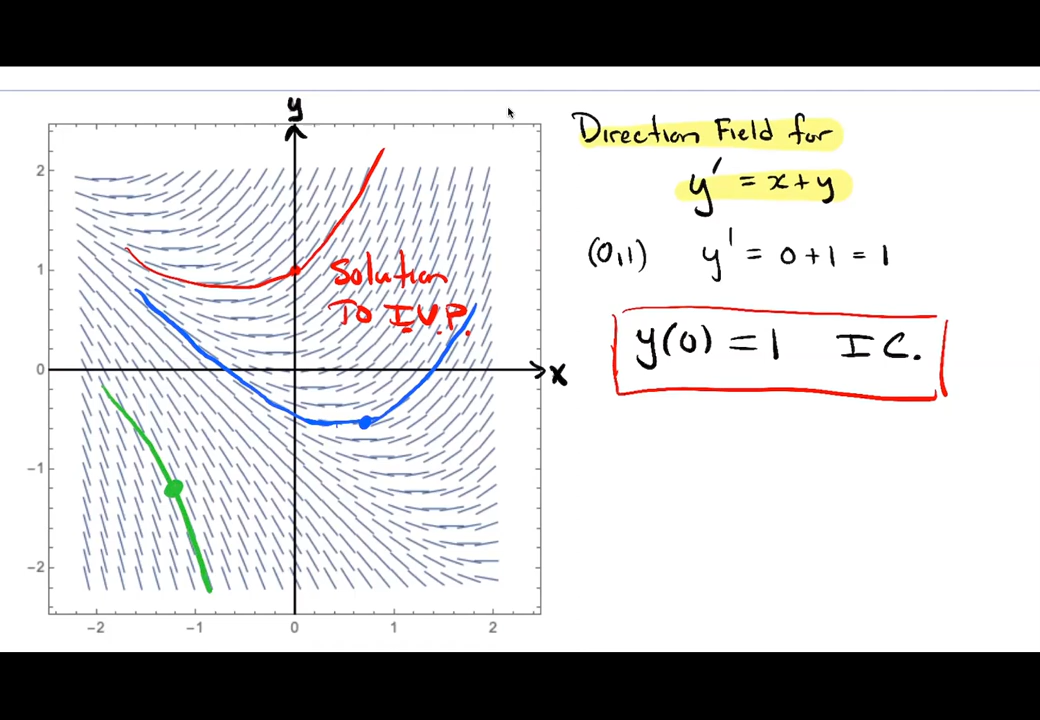 y
Direction Field for
y' = x+y
(0,1) y' = 0+1 = 1
y(0) = 1 I C.
Solution
To I.V.P.
x
2
1
0
−1
−2
−2 −1 0 1 2